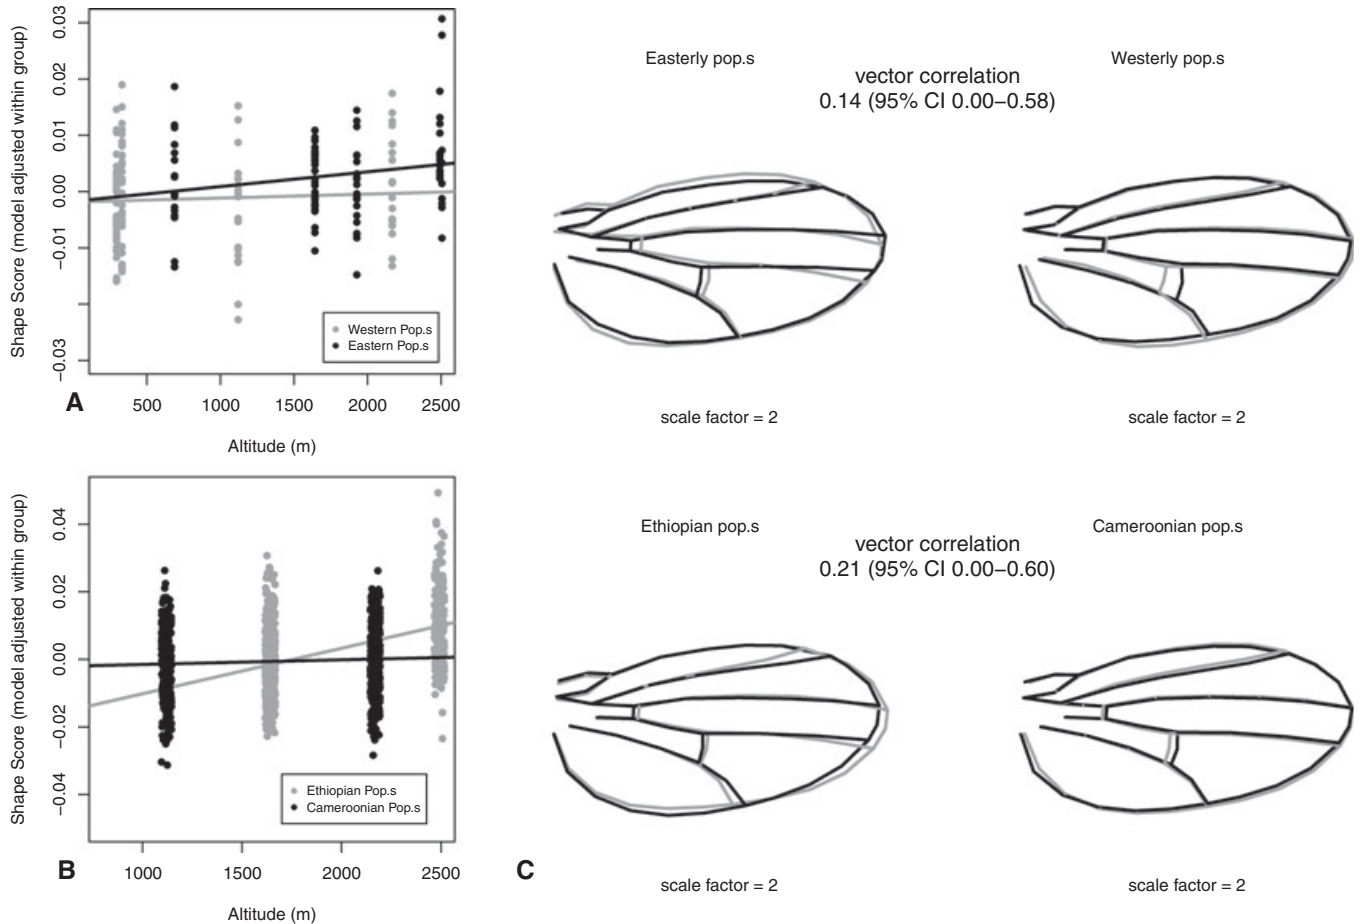 Shape Score (model adjusted within group)
0.03
0.02
0.01
0.00
−0.01
−0.03
Western Pop.s
Eastern Pop.s
A
500
1000
1500
2000
2500
Altitude (m)
Easterly pop.s
Westerly pop.s
vector correlation
0.14 (95% CI 0.00−0.58)
scale factor = 2
scale factor = 2
Shape Score (model adjusted within group)
0.04
0.02
0.00
−0.02
−0.04
Ethiopian Pop.s
Cameroonian Pop.s
B
1000
1500
2000
2500
Altitude (m)
Ethiopian pop.s
Cameroonian pop.s
vector correlation
0.21 (95% CI 0.00−0.60)
C
scale factor = 2
scale factor = 2